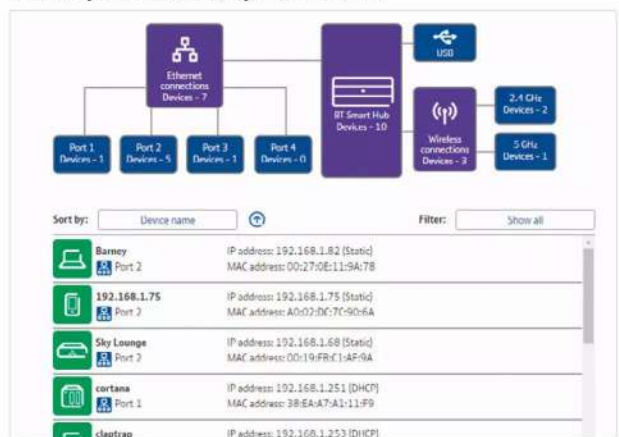 USB
Ethernet
connections
Devices - 7
BT Smart Hub
Devices - 10
2.4 GHz
Devices - 2
Wireless
connections
Devices - 3
5 GHz
Devices - 1
Port 1
Devices - 1
Port 2
Devices - 5
Port 3
Devices - 1
Port 4
Devices - 0
Sort by: Device name Filter: Show all
Barney IP address: 192.168.1.82 (Static)
Port 2 MAC address: 00:27:0E:11:9A:78
192.168.1.75 IP address: 192.168.1.75 (Static)
Port 2 MAC address: A0:02:DC:7C:90:6A
Sky Lounge IP address: 192.168.1.68 (Static)
Port 2 MAC address: 00:19:FB:C1:AF:9A
cortana IP address: 192.168.1.251 (DHCP)
Port 1 MAC address: 38:EA:A7:A1:11:F9
claptrap IP address: 192.168.1.253 (DHCP)